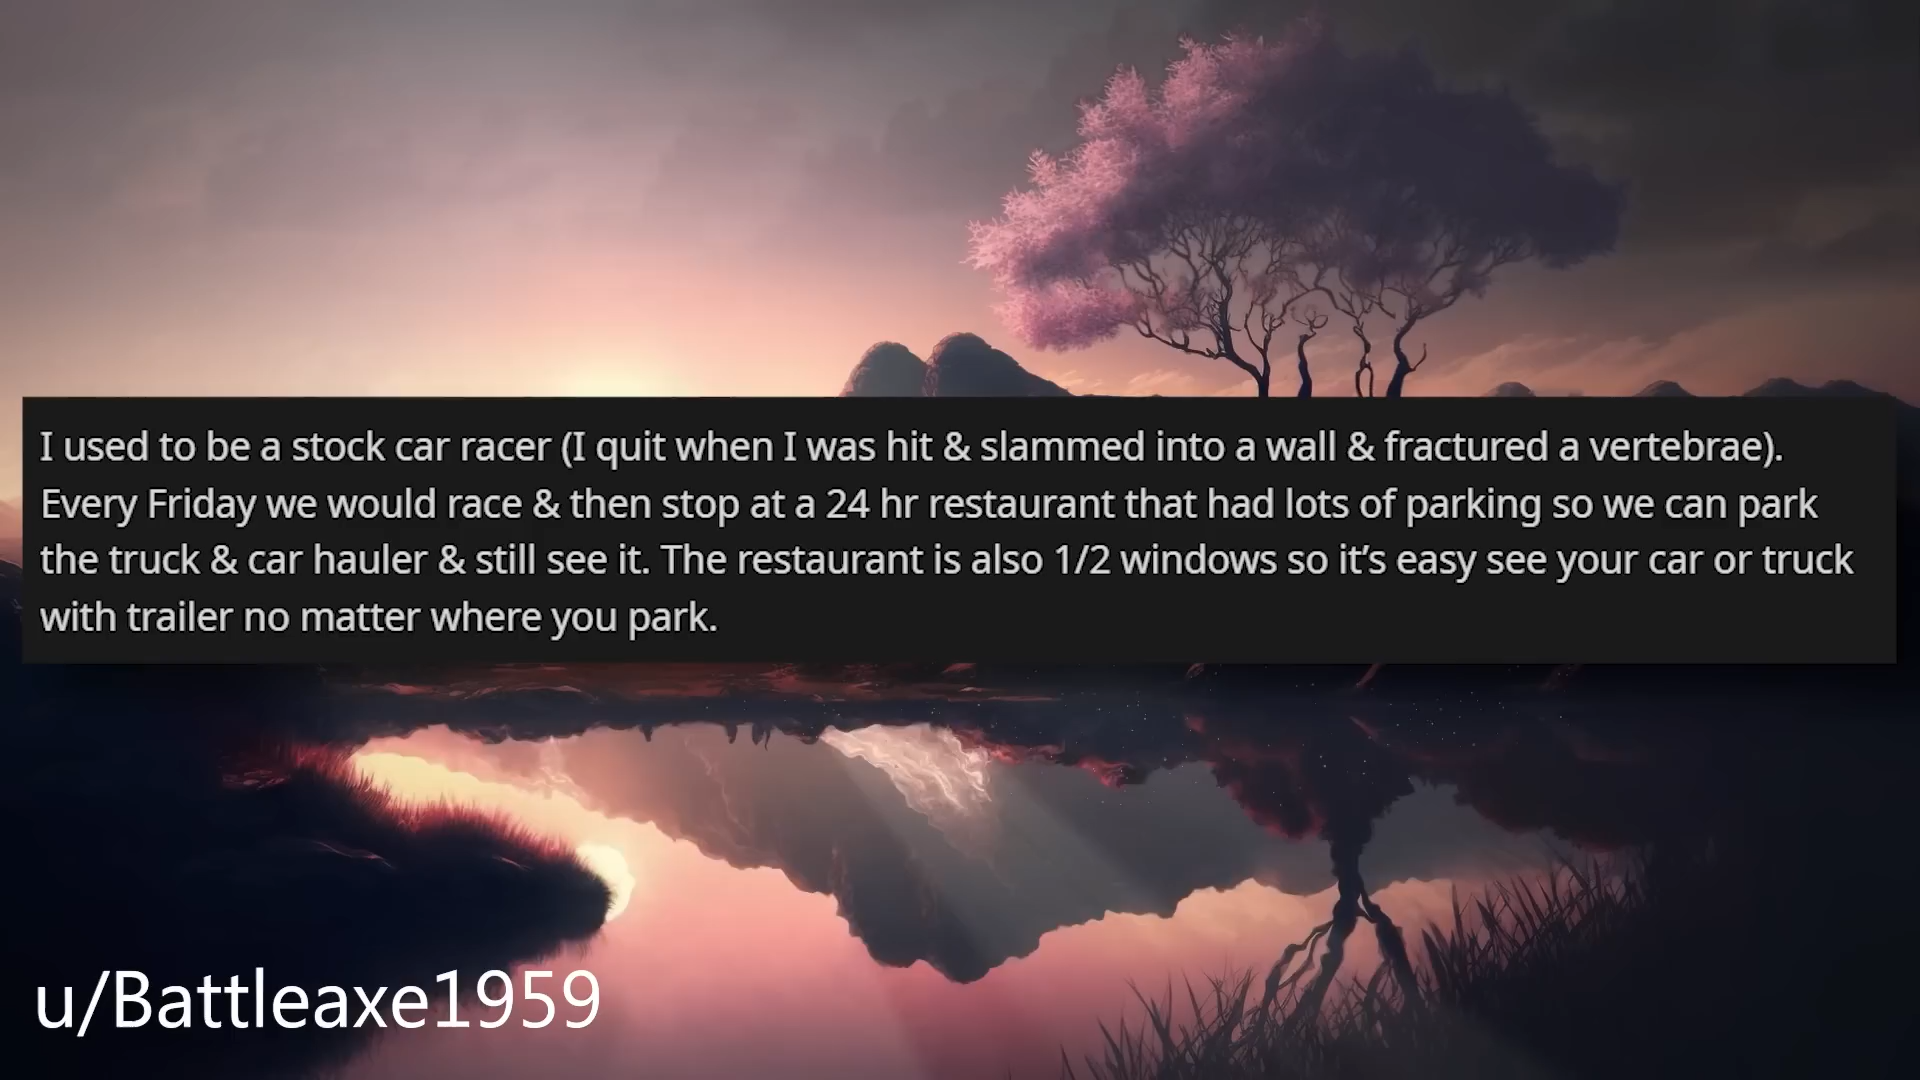 I used to be a stock car racer (I quit when I was hit & slammed into a wall & fractured a vertebrae).
Every Friday we would race & then stop at a 24 hr restaurant that had lots of parking so we can park
the truck & car hauler & still see it. The restaurant is also 1/2 windows so it’s easy see your car or truck
with trailer no matter where you park.
u/Battleaxe1959